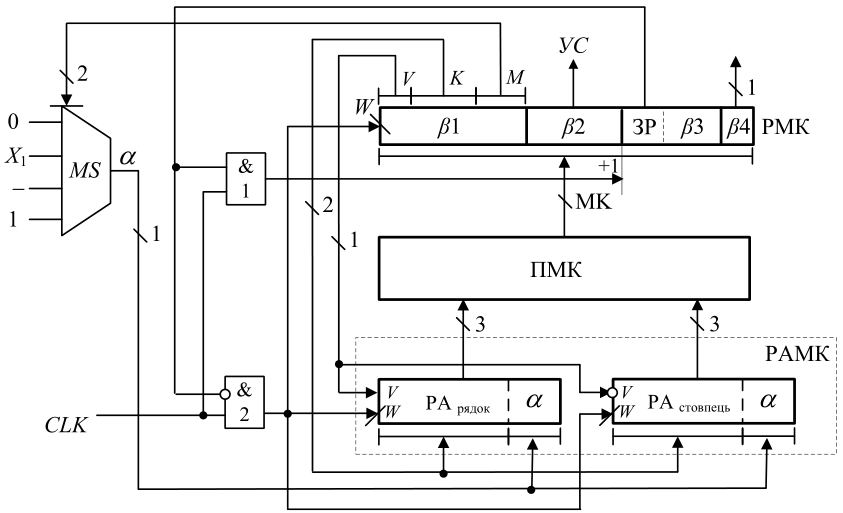 УС
2
V K M
1
W
β1 β2 ЗР β3 β4 РМК
0
X1
MS
α
–
1
&
1
+1
2
МК
1
1
ПМК
3
3
РАМК
&
2
V
W
РА рядок
α
V
W
РА стовпець
α
CLK